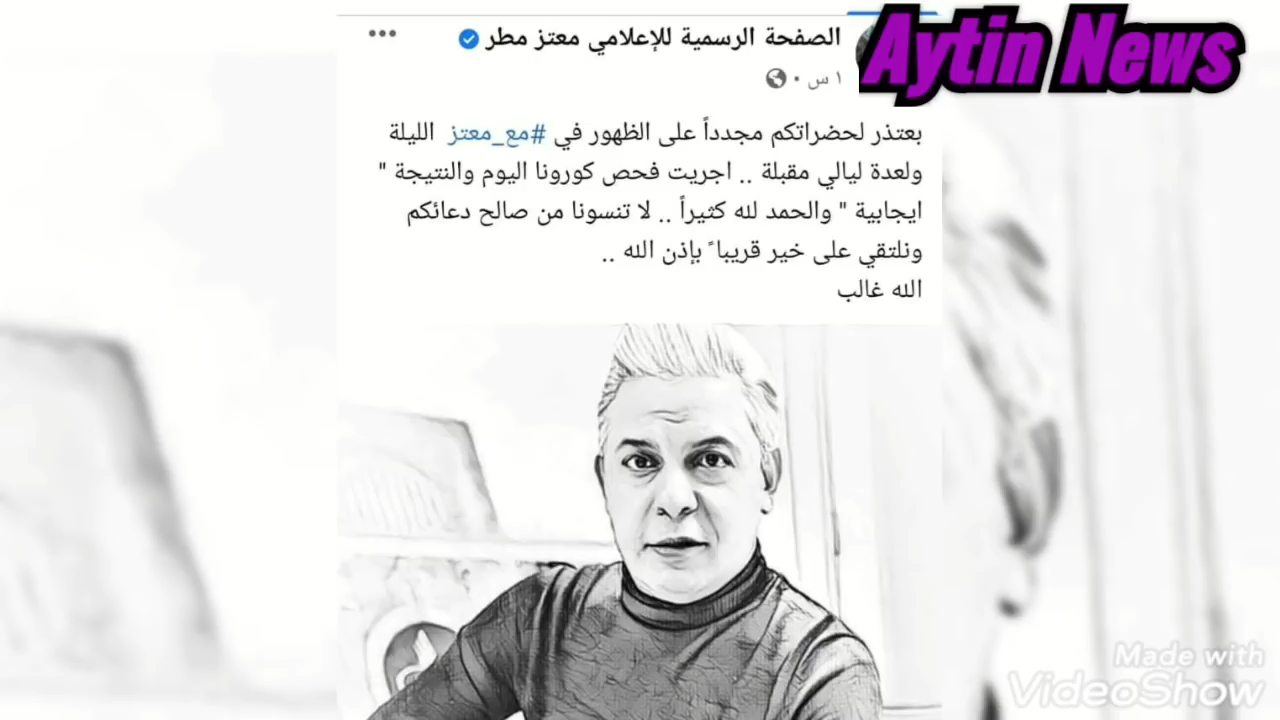 Aytin News
الصفحة الرسمية للإعلامي معتز مطر
١ س
بعتذر لحضراتكم مجدداً على الظهور في #مع_معتز الليلة
ولعدة ليالي مقبلة .. اجريت فحص كورونا اليوم والنتيجة "
ايجابية " والحمد لله كثيراً .. لا تنسونا من صالح دعائكم
ونلتقي على خير قريبا ً بإذن الله ..
الله غالب
Made with
VideoShow